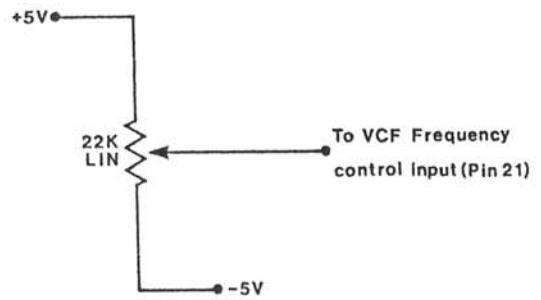 +5V
22K
LIN
To VCF Frequency
control input (Pin 21)
-5V